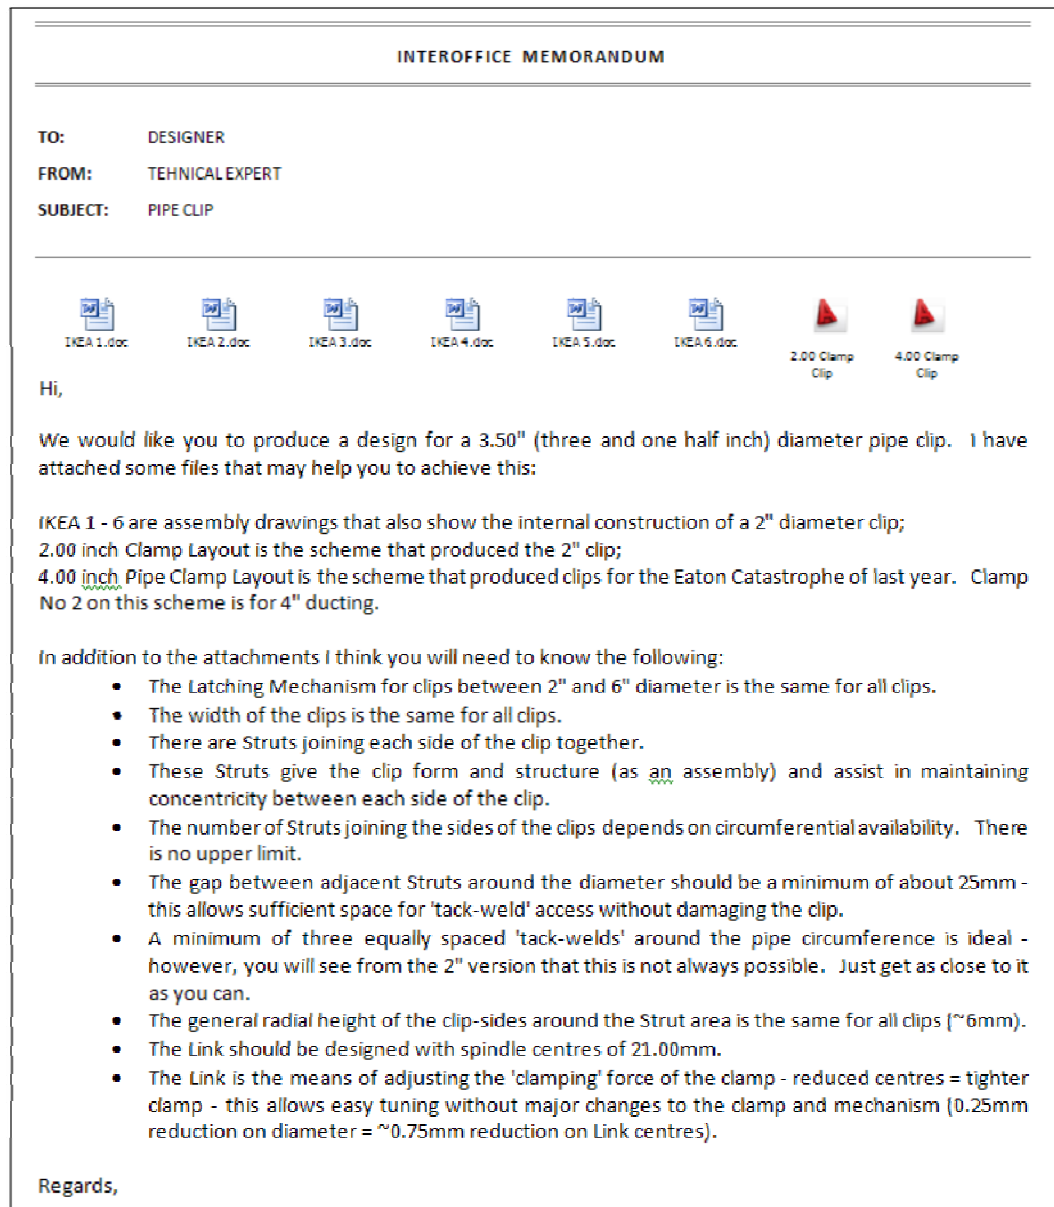 INTEROFFICE MEMORANDUM
TO: DESIGNER
FROM: TEHNICAL EXPERT
SUBJECT: PIPE CLIP
IKEA 1.doc IKEA 2.doc IKEA 3.doc IKEA 4.doc IKEA 5.doc IKEA 6.doc 2.00 Clamp Clip 4.00 Clamp Clip
Hi,
We would like you to produce a design for a 3.50" (three and one half inch) diameter pipe clip. I have
attached some files that may help you to achieve this:
IKEA 1 - 6 are assembly drawings that also show the internal construction of a 2" diameter clip;
2.00 inch Clamp Layout is the scheme that produced the 2" clip;
4.00 inch Pipe Clamp Layout is the scheme that produced clips for the Eaton Catastrophe of last year. Clamp
No 2 on this scheme is for 4" ducting.
In addition to the attachments I think you will need to know the following:
• The Latching Mechanism for clips between 2" and 6" diameter is the same for all clips.
• The width of the clips is the same for all clips.
• There are Struts joining each side of the clip together.
• These Struts give the clip form and structure (as an assembly) and assist in maintaining
concentricity between each side of the clip.
• The number of Struts joining the sides of the clips depends on circumferential availability. There
is no upper limit.
• The gap between adjacent Struts around the diameter should be a minimum of about 25mm -
this allows sufficient space for 'tack-weld' access without damaging the clip.
• A minimum of three equally spaced 'tack-welds' around the pipe circumference is ideal -
however, you will see from the 2" version that this is not always possible. Just get as close to it
as you can.
• The general radial height of the clip-sides around the Strut area is the same for all clips (~6mm).
• The Link should be designed with spindle centres of 21.00mm.
• The Link is the means of adjusting the 'clamping' force of the clamp - reduced centres = tighter
clamp - this allows easy tuning without major changes to the clamp and mechanism (0.25mm
reduction on diameter = ~0.75mm reduction on Link centres).
Regards,